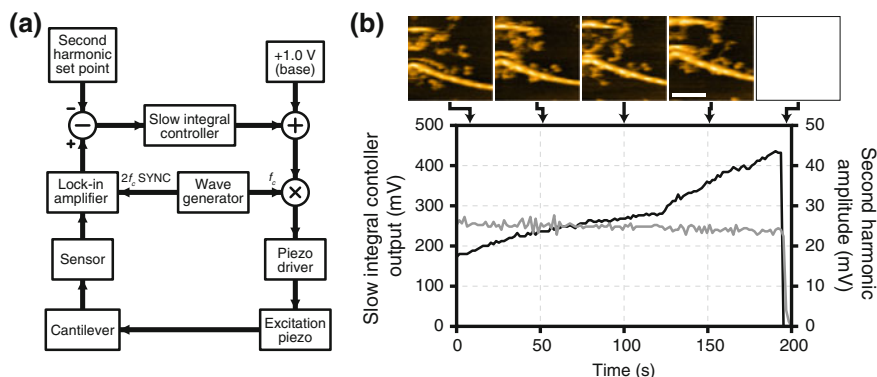 (a)
Second
harmonic
set point
+1.0 V
(base)
-
−
+
Slow integral
controller
+
Lock-in
amplifier
2fc SYNC
Wave
generator
fc
×
Sensor
Piezo
driver
Cantilever
Excitation
piezo
(b)
Slow integral contoller
output (mV)
500
400
300
200
100
0
50
40
30
20
10
0
Second harmonic
amplitude
(mV)
0
50
100
150
200
Time (s)